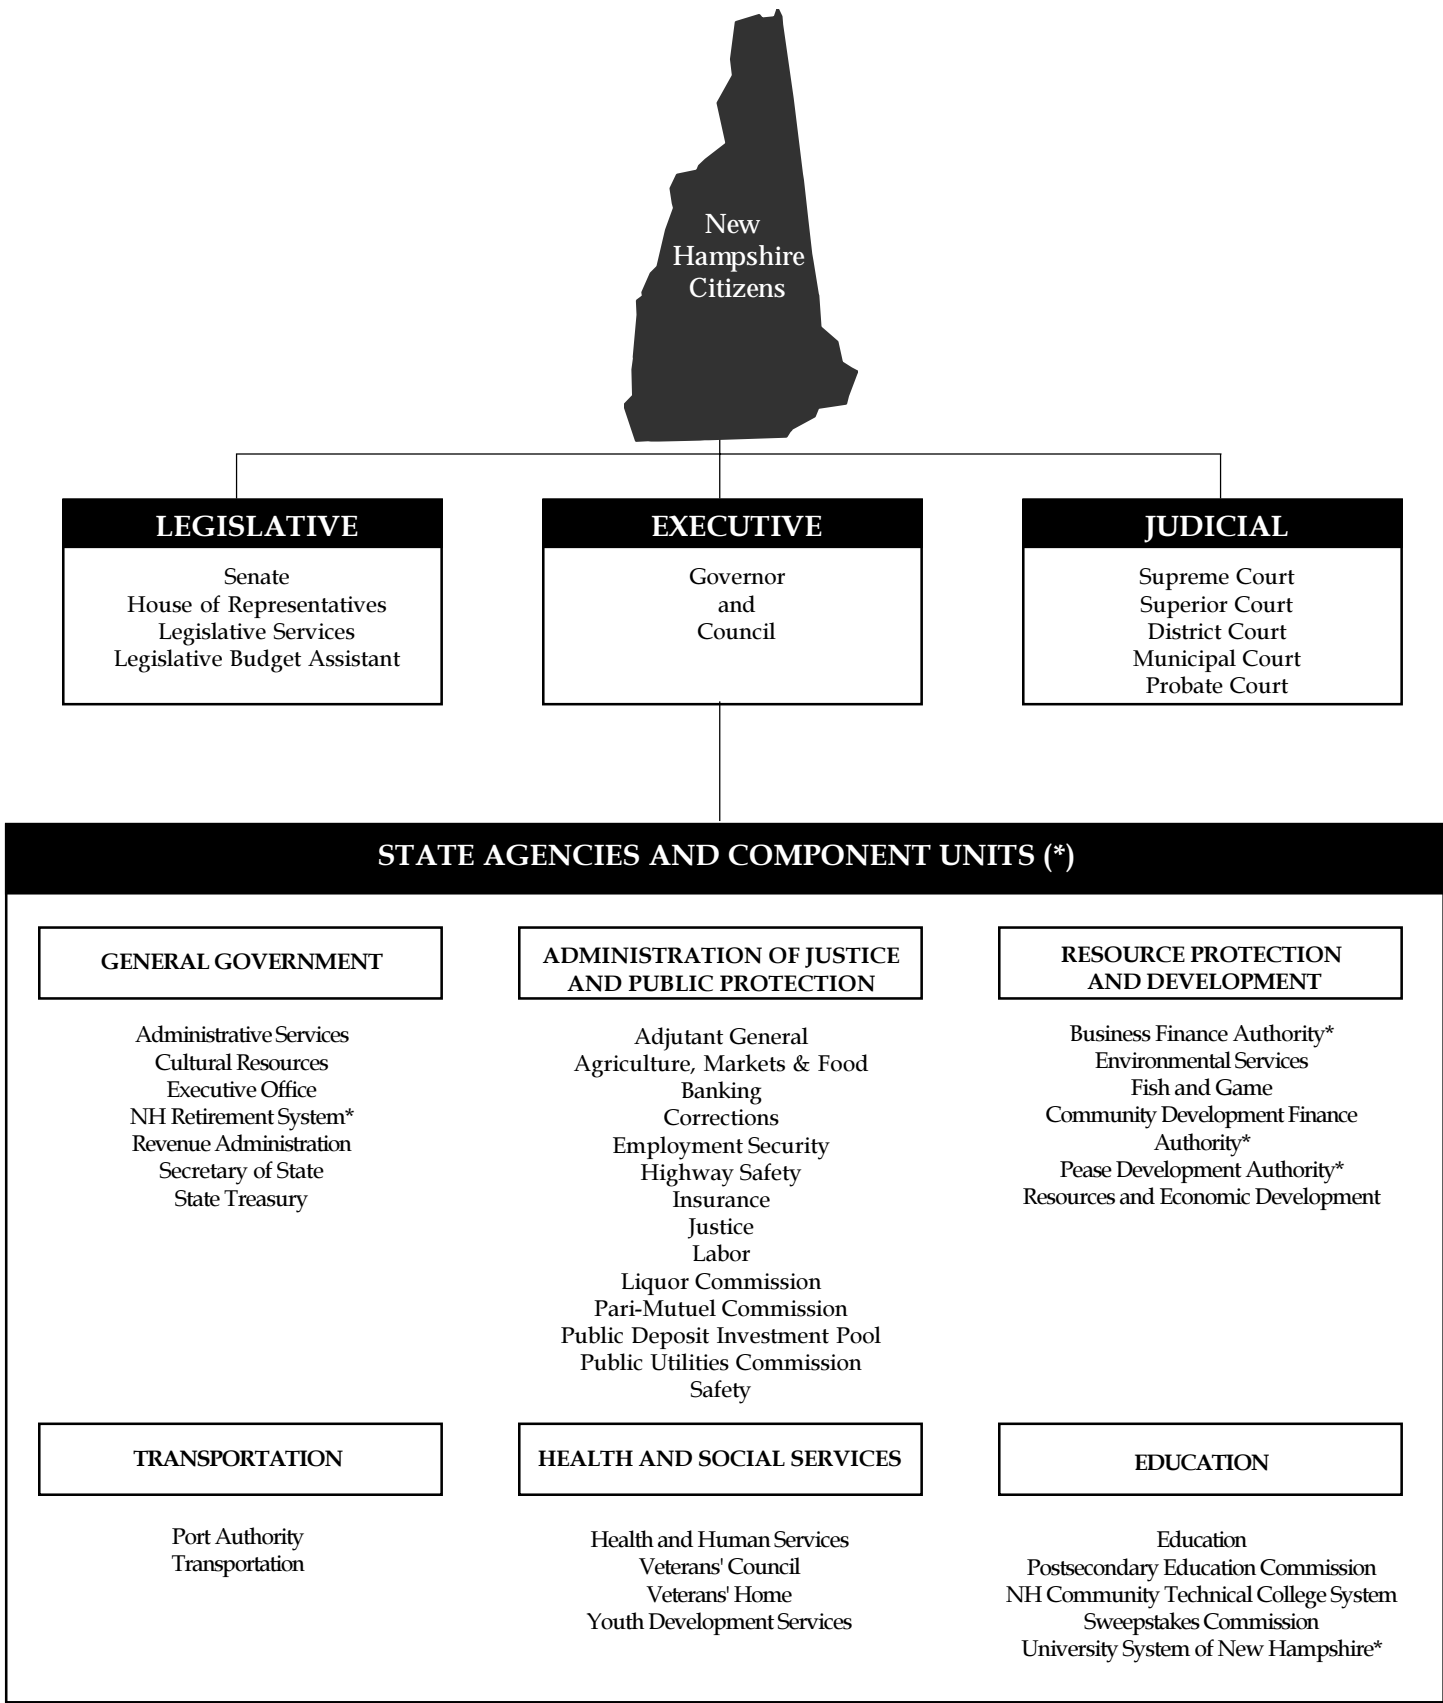 New
Hampshire
Citizens
LEGISLATIVE
Senate
House of Representatives
Legislative Services
Legislative Budget Assistant
EXECUTIVE
Governor
and
Council
JUDICIAL
Supreme Court
Superior Court
District Court
Municipal Court
Probate Court
STATE AGENCIES AND COMPONENT UNITS (*)
GENERAL GOVERNMENT
Administrative Services
Cultural Resources
Executive Office
NH Retirement System*
Revenue Administration
Secretary of State
State Treasury
ADMINISTRATION OF JUSTICE
AND PUBLIC PROTECTION
Adjutant General
Agriculture, Markets & Food
Banking
Corrections
Employment Security
Highway Safety
Insurance
Justice
Labor
Liquor Commission
Pari-Mutuel Commission
Public Deposit Investment Pool
Public Utilities Commission
Safety
RESOURCE PROTECTION
AND DEVELOPMENT
Business Finance Authority*
Environmental Services
Fish and Game
Community Development Finance
Authority*
Pease Development Authority*
Resources and Economic Development
TRANSPORTATION
Port Authority
Transportation
HEALTH AND SOCIAL SERVICES
Health and Human Services
Veterans' Council
Veterans' Home
Youth Development Services
EDUCATION
Education
Postsecondary Education Commission
NH Community Technical College System
Sweepstakes Commission
University System of New Hampshire*